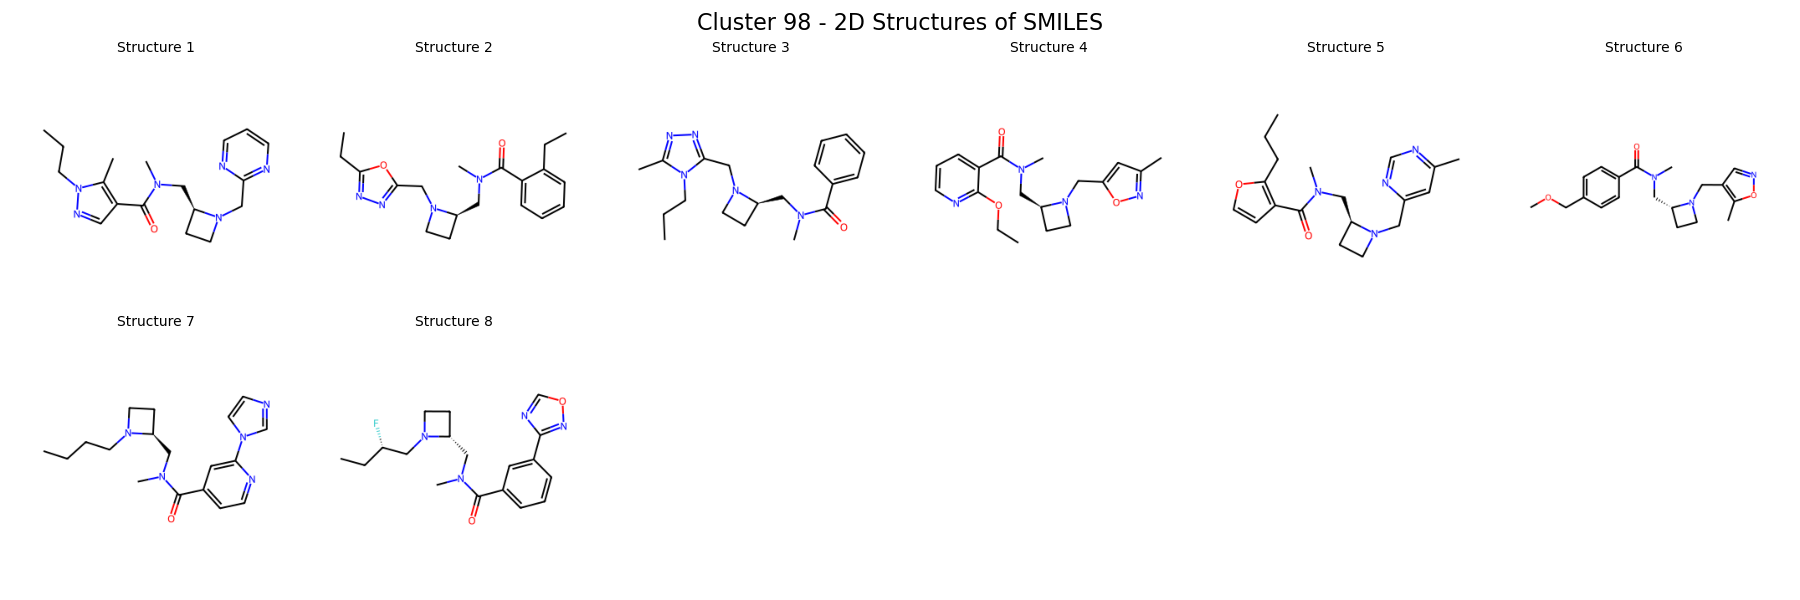 Cluster 98 - 2D Structures of SMILES
Structure 1
Structure 2
Structure 3
Structure 4
Structure 5
Structure 6
N
N
N
O
N
N
N
O
N
N
N
N
O
N
N
N
N
N
O
O
N
N
O
N
O
N
O
N
N
O
N
N
N
O
O
O
N
N
N
O
Structure 7
Structure 8
N
N
O
N
N
N
F
N
N
O
N
O
N